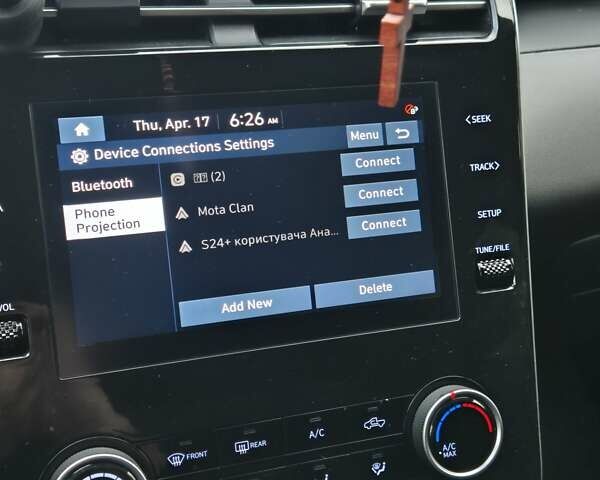 Thu, Apr. 17 6:26 AM
Device Connections Settings
Menu
Bluetooth
Phone
Projection
(2)
Connect
Mota Clan
Connect
S24+ користувача Ана...
Connect
Add New
Delete
<SEEK
TRACK>
SETUP
TUNE/FILE
VOL
FRONT
REAR
A/C
A/C
MAX